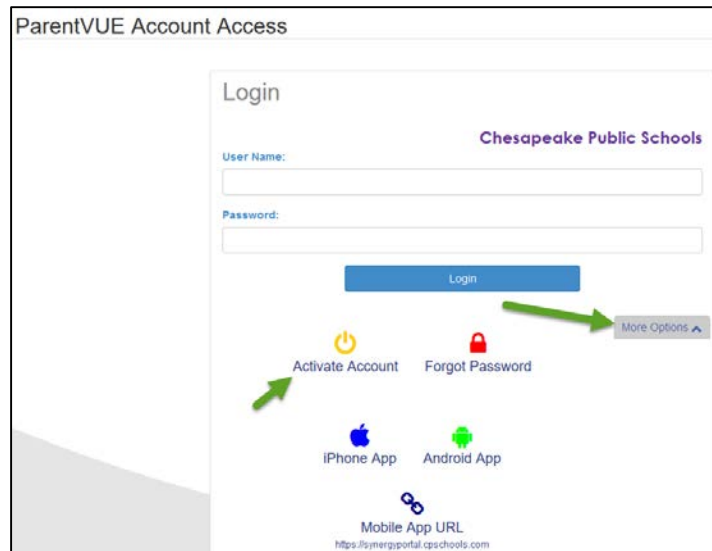 ParentVUE Account Access
Login
Chesapeake Public Schools
User Name:
Password:
Login
More Options
Activate Account Forgot Password
iPhone App Android App
Mobile App URL
https://synergyportal.cpschools.com